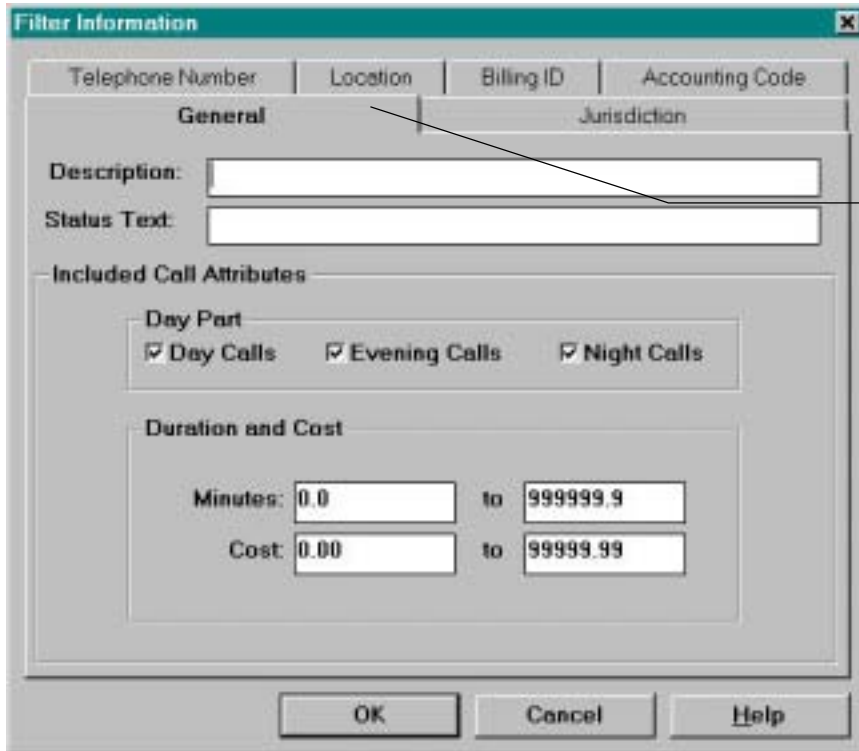 Filter Information
Telephone Number Location Billing ID Accounting Code
General Jurisdiction
Description:
Status Text:
Included Call Attributes
Day Part
Day Calls Evening Calls Night Calls
Duration and Cost
Minutes: 0.0 to 999999.9
Cost: 0.00 to 99999.99
OK Cancel Help